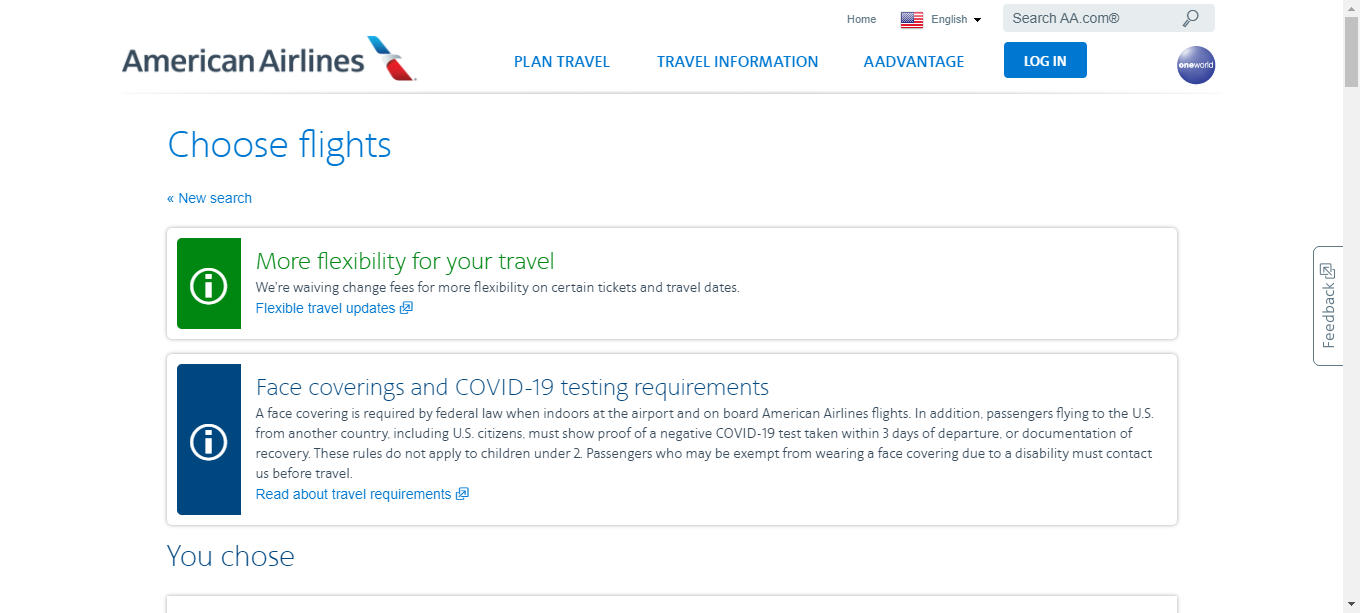 Home English Search AA.com®
American Airlines PLAN TRAVEL TRAVEL INFORMATION AADVANTAGE LOG IN oneworld
Choose flights
« New search
More flexibility for your travel
We're waiving change fees for more flexibility on certain tickets and travel dates.
Flexible travel updates
Feedback
Face coverings and COVID-19 testing requirements
A face covering is required by federal law when indoors at the airport and on board American Airlines flights. In addition, passengers flying to the U.S.
from another country, including U.S. citizens, must show proof of a negative COVID-19 test taken within 3 days of departure, or documentation of
recovery. These rules do not apply to children under 2. Passengers who may be exempt from wearing a face covering due to a disability must contact
us before travel.
Read about travel requirements
You chose